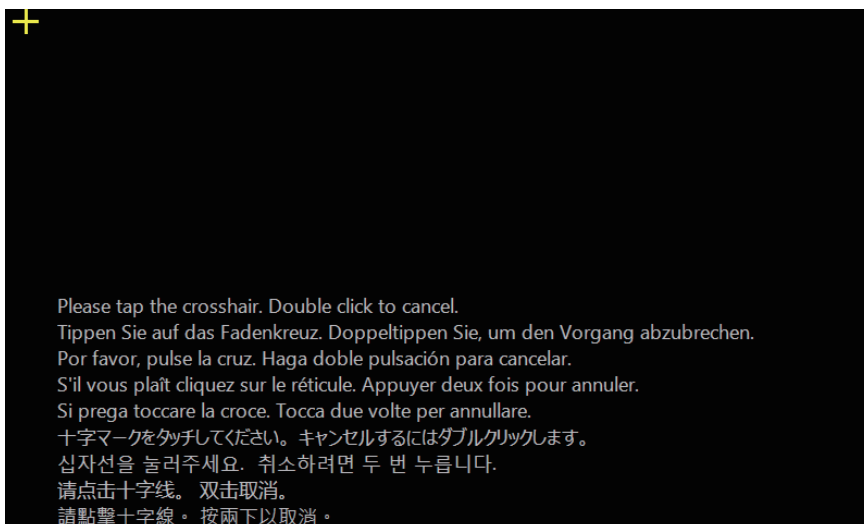 Please tap the crosshair. Double click to cancel.
Tippen Sie auf das Fadenkreuz. Doppeltippen Sie, um den Vorgang abzubrechen.
Por favor, pulse la cruz. Haga doble pulsación para cancelar.
S'il vous plaît cliquez sur le réticule. Appuyer deux fois pour annuler.
Si prega toccare la croce. Tocca due volte per annullare.
十字マークをタッチしてください。キャンセルするにはダブルクリックします。
십자선을 눌러주세요. 취소하려면 두 번 누릅니다.
请点击十字线。 双击取消。
請點擊十字線。 按兩下以取消。